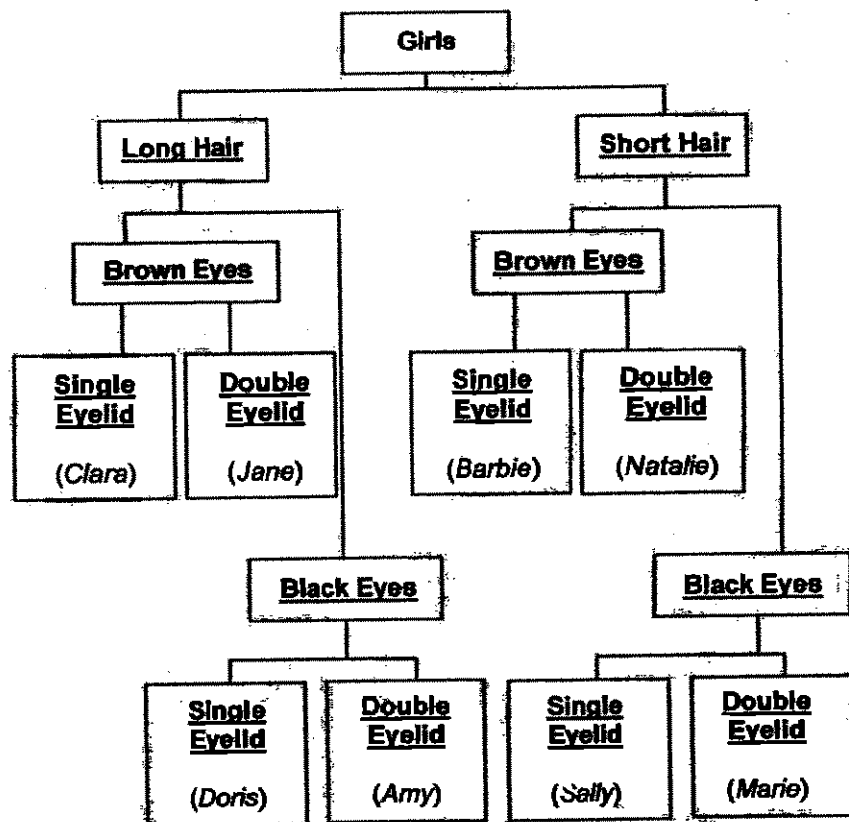 Girls
Long Hair
Short Hair
Brown Eyes
Brown Eyes
Single
Eyelid
(Clara)
Double
Eyelid
(Jane)
Single
Eyelid
(Barbie)
Double
Eyelid
(Natalie)
Black Eyes
Black Eyes
Single
Eyelid
(Doris)
Double
Eyelid
(Amy)
Single
Eyelid
(Sally)
Double
Eyelid
(Marie)